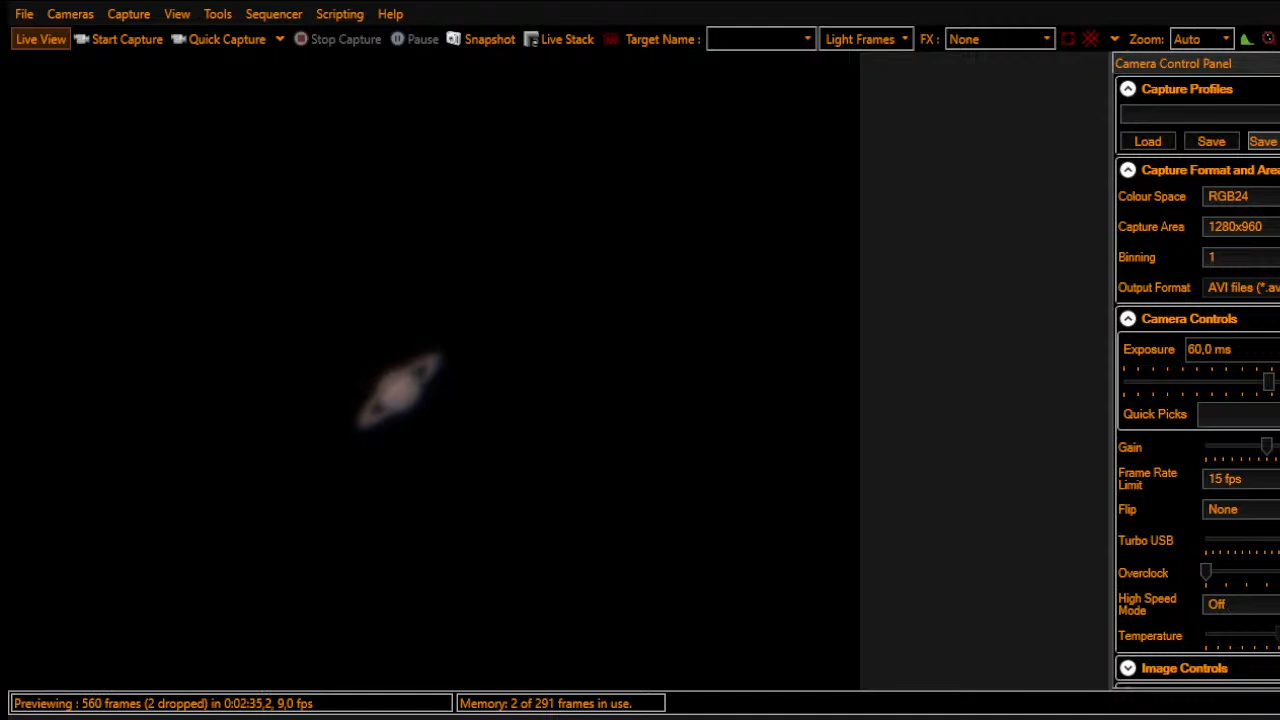 File Cameras Capture View Tools Sequencer Scripting Help
Live View Start Capture Quick Capture Stop Capture Pause Snapshot Live Stack Target Name : Light Frames FX : None Zoom: Auto
Camera Control Panel
Capture Profiles
Load Save Save
Capture Format and Area
Colour Space RGB24
Capture Area 1280x960
Binning 1
Output Format AVI files (*.av
Camera Controls
Exposure 60,0 ms
Quick Picks
Gain
Frame Rate
Limit 15 fps
Flip None
Turbo USB
Overclock
High Speed
Mode Off
Temperature
Image Controls
Previewing : 560 frames (2 dropped) in 0:02:35,2, 9,0 fps Memory: 2 of 291 frames in use.